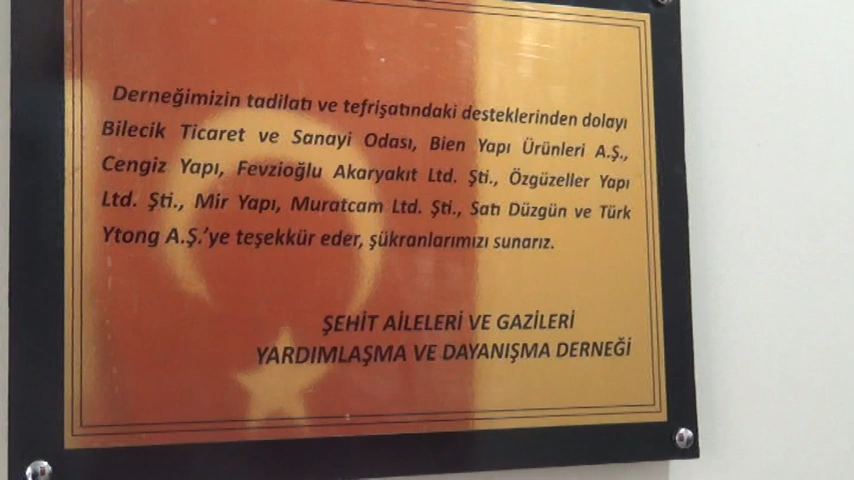 Derneğimizin tadilatı ve tefrişatındaki desteklerinden dolayı
Bilecik Ticaret ve Sanayi Odası, Bien Yapı Ürünleri A.Ş.,
Cengiz Yapı, Fevzioğlu Akaryakıt Ltd. Şti., Özgüzeller Yapı
Ltd. Şti., Mir Yapı, Muratcam Ltd. Şti., Satı Düzgün ve Türk
Ytong A.Ş.'ye teşekkür eder, şükranlarımızı sunarız.
ŞEHİT AİLELERİ VE GAZİLERİ
YARDIMLAŞMA VE DAYANIŞMA DERNEĞİ